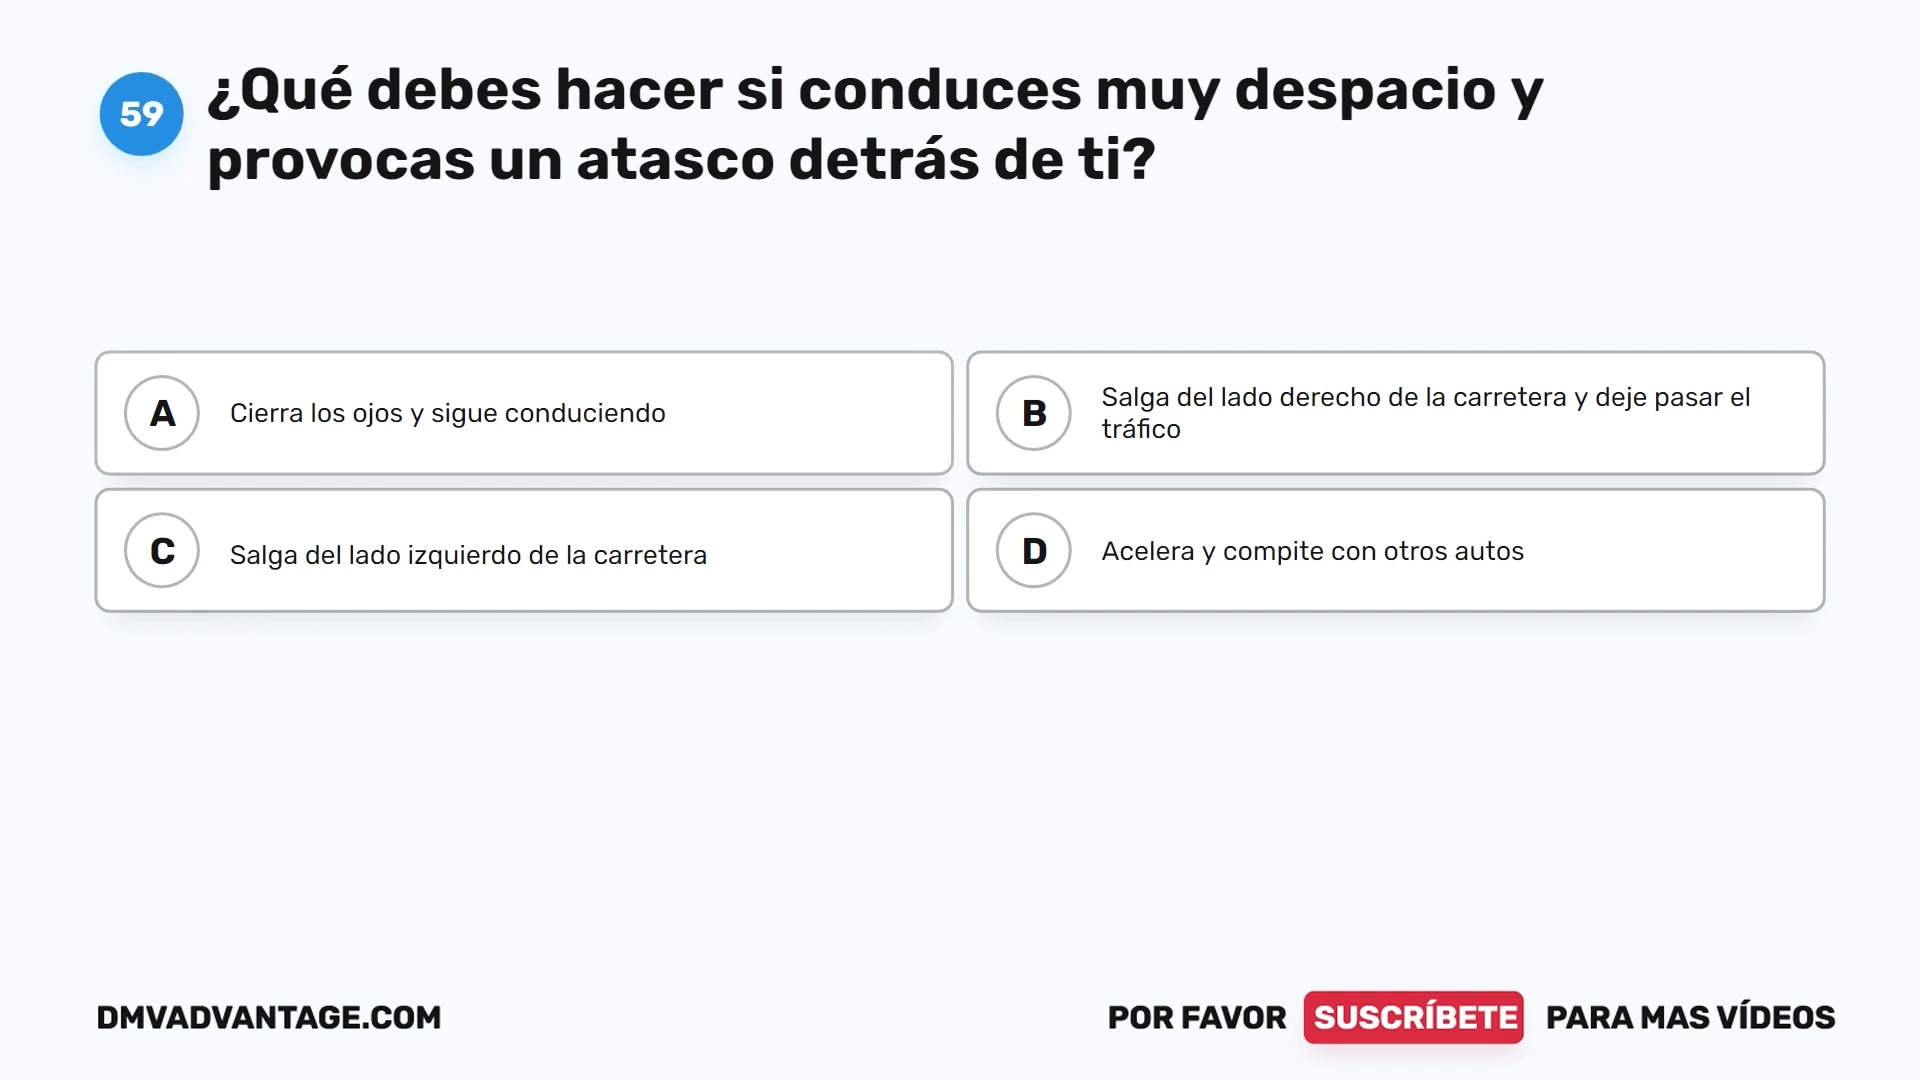 59
¿Qué debes hacer si conduces muy despacio y
provocas un atasco detrás de ti?
A
Cierra los ojos y sigue conduciendo
B
Salga del lado derecho de la carretera y deje pasar el
tráfico
C
Salga del lado izquierdo de la carretera
D
Acelera y compite con otros autos
DMVADVANTAGE.COM
POR FAVOR SUSCRÍBETE PARA MAS VÍDEOS